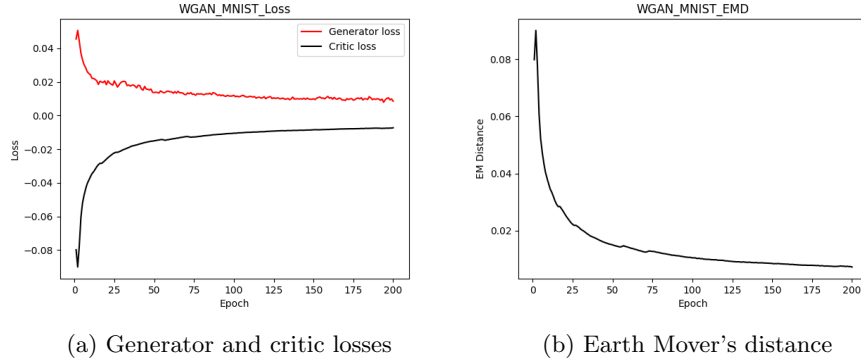 WGAN_MNIST_Loss
Generator loss
Critic loss
0.04
0.02
0.00
−0.02
−0.04
−0.06
−0.08
Loss
0 25 50 75 100 125 150 175 200
Epoch
(a) Generator and critic losses
WGAN_MNIST_EMD
0.08
0.06
0.04
0.02
EM Distance
0 25 50 75 100 125 150 175 200
Epoch
(b) Earth Mover's distance